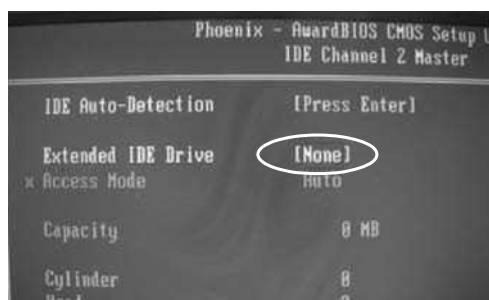 Phoenix - AwardBIOS CMOS Setup
IDE Channel 2 Master
IDE Auto-Detection [Press Enter]
Extended IDE Drive [None]
x Access Mode Auto
Capacity 0 MB
Cylinder 0